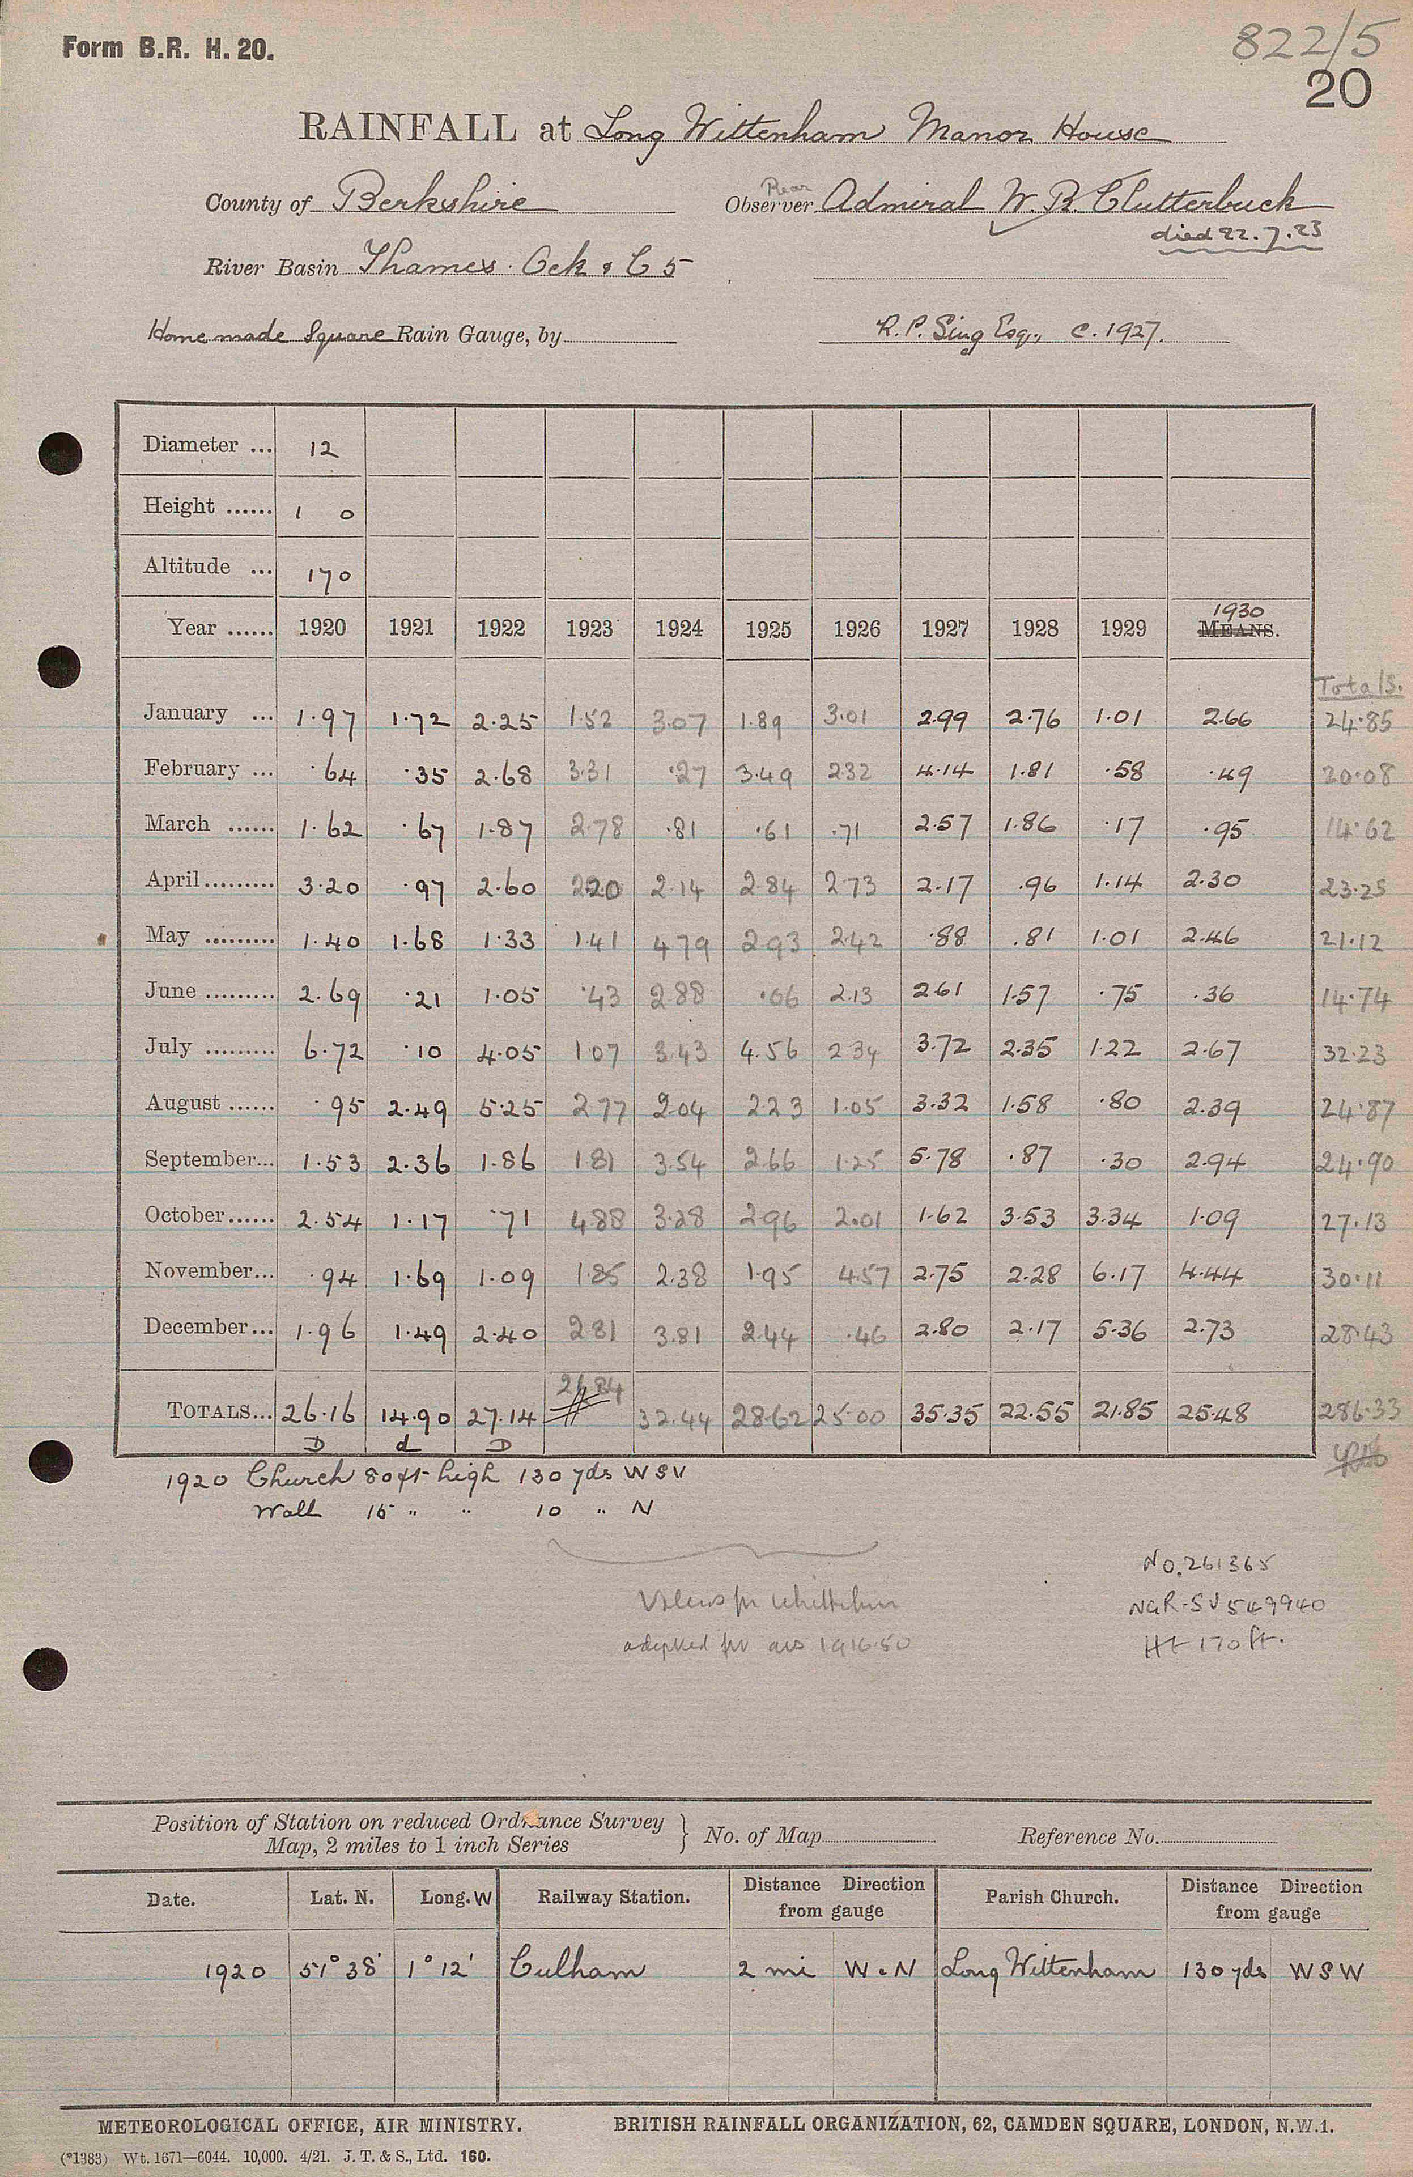 Form B.R. H. 20.
822/5
20
RAINFALL at Long Wittenham Manor House
County of Berkshire Observer Rear Admiral W. B. Clutterbuck
died 22.7.23
River Basin Thames. Ock & C 5
Home made Square Rain Gauge, by R. P. Sing Esq., c. 1927.
Diameter ... 12
Height ...... 1 0
Altitude ... 170
Year ...... 1920 1921 1922 1923 1924 1925 1926 1927 1928 1929 1930 MEANS.
Totals.
January ... 1.97 1.72 2.25 1.52 3.07 1.89 3.01 2.99 2.76 1.01 2.66 24.85
February ... .64 .35 2.68 3.31 .27 3.49 2.32 4.14 1.81 .58 .49 20.08
March ...... 1.62 .67 1.87 2.78 .81 .61 .71 2.57 1.86 .17 .95 14.62
April ......... 3.20 .97 2.60 2.20 2.14 2.84 2.73 2.17 .96 1.14 2.30 23.25
May ......... 1.40 1.68 1.33 1.41 4.79 2.93 2.42 .88 .81 1.01 2.46 21.12
June ......... 2.69 .21 1.05 .43 2.88 .06 2.13 2.61 1.57 .75 .36 14.74
July ......... 6.72 .10 4.05 1.07 3.43 4.56 2.34 3.72 2.35 1.22 2.67 32.23
August ...... .95 2.49 5.25 2.77 2.04 2.23 1.05 3.32 1.58 .80 2.39 24.87
September... 1.53 2.36 1.86 1.81 3.54 2.66 1.25 5.78 .87 .30 2.94 24.90
October...... 2.54 1.17 .71 4.88 3.28 2.96 2.01 1.62 3.53 3.34 1.09 27.13
November... .94 1.69 1.09 1.85 2.38 1.95 4.57 2.75 2.28 6.17 4.44 30.11
December... 1.96 1.49 2.40 2.81 3.81 2.44 .46 2.80 2.17 5.36 2.73 28.43
TOTALS... 26.16 14.90 27.14 26.84 32.44 28.62 25.00 35.35 22.55 21.85 25.48 286.33
D d D
1920 Church 80ft high 130 yds WSW
Wall 15 " " 10 " N
Values for Whittenham
adopted for avs 1916-50
No. 261365
NGR-SU 549940
Ht 170 ft.
Position of Station on reduced Ordnance Survey
Map, 2 miles to 1 inch Series } No. of Map Reference No.
Date. Lat. N. Long. W Railway Station. Distance Direction from gauge Parish Church. Distance Direction from gauge
1920 51° 38' 1° 12' Culham 2 mi W.N Long Wittenham 130 yds WSW
METEOROLOGICAL OFFICE, AIR MINISTRY. BRITISH RAINFALL ORGANIZATION, 62, CAMDEN SQUARE, LONDON, N.W.1.
(*1383) Wt. 1671—6044. 10,000. 4/21. J. T. & S., Ltd. 160.